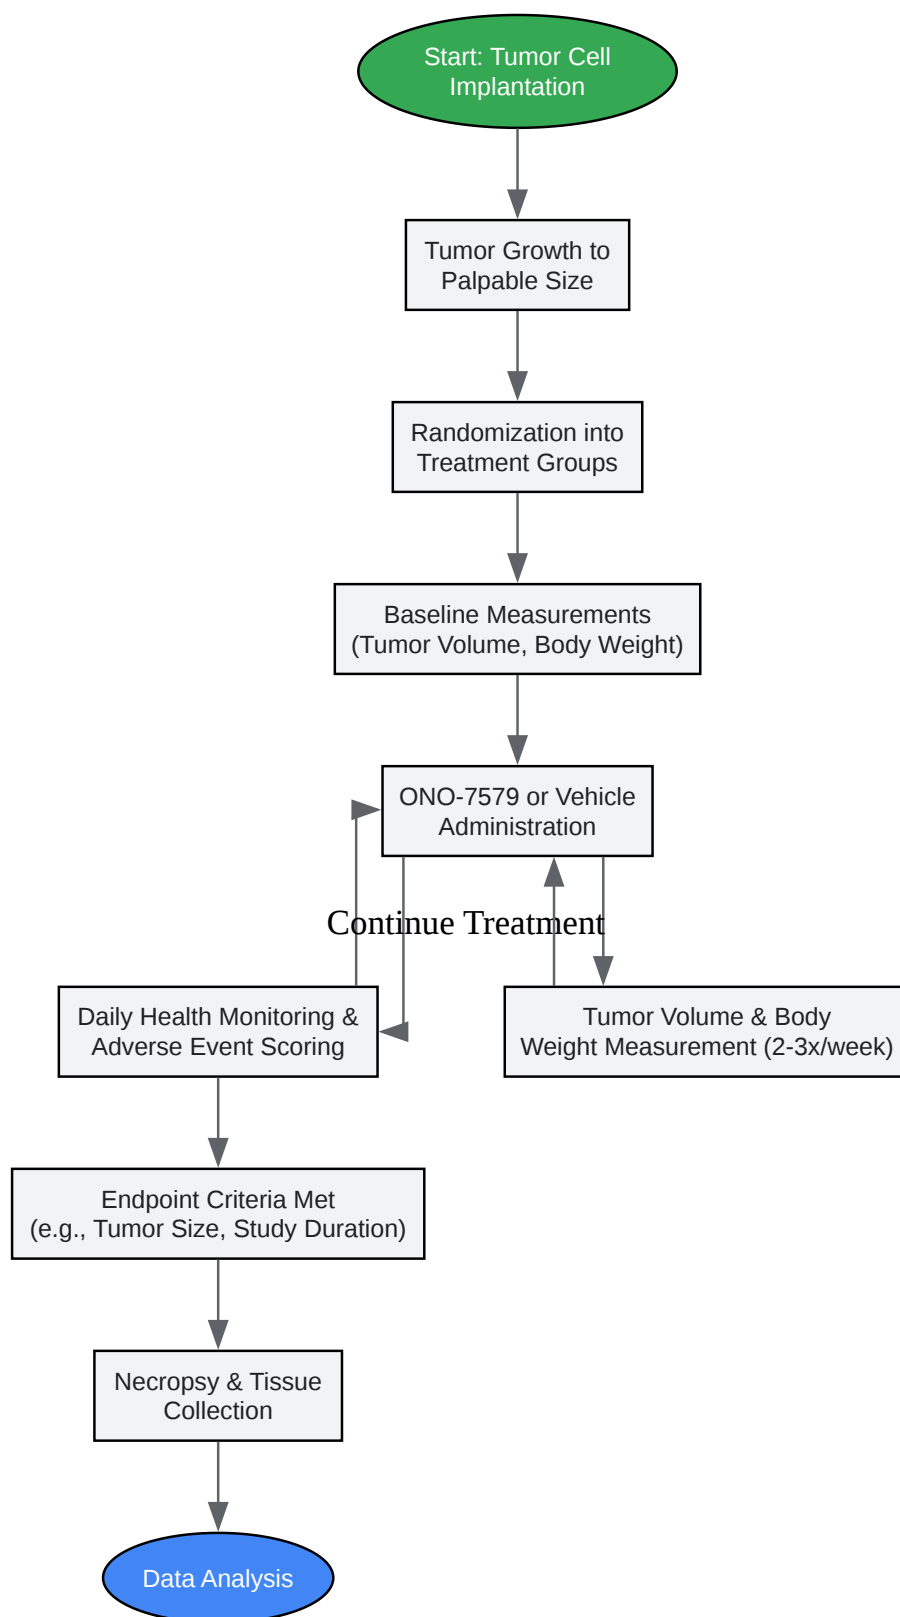 Start: Tumor Cell
Implantation
Tumor Growth to
Palpable Size
Randomization into
Treatment Groups
Baseline Measurements
(Tumor Volume, Body Weight)
ONO-7579 or Vehicle
Administration
Continue Treatment
Daily Health Monitoring &
Adverse Event Scoring
Tumor Volume & Body
Weight Measurement (2-3x/week)
Endpoint Criteria Met
(e.g., Tumor Size, Study Duration)
Necropsy & Tissue
Collection
Data Analysis